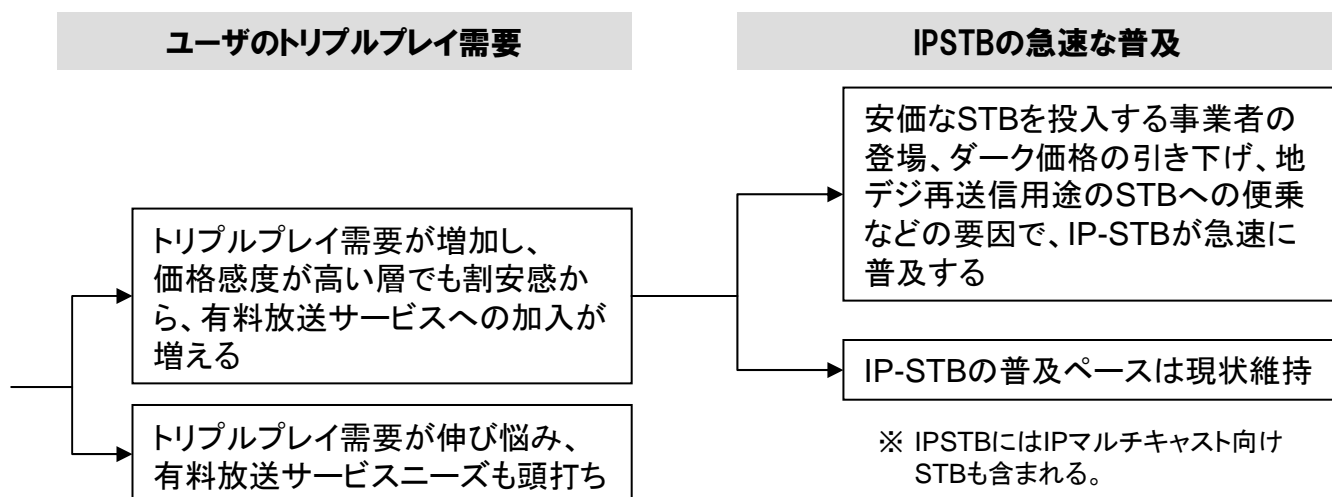 ユーザのトリプルプレイ需要
IPSTBの急速な普及
トリプルプレイ需要が増加し、
価格感度が高い層でも割安感か
ら、有料放送サービスへの加入が
増える
トリプルプレイ需要が伸び悩み、
有料放送サービスニーズも頭打ち
安価なSTBを投入する事業者の
登場、ダーク価格の引き下げ、地
デジ再送信用途のSTBへの便乗
などの要因で、IP-STBが急速に
普及する
IP-STBの普及ペースは現状維持
※ IPSTBにはIPマルチキャスト向け
STBも含まれる。